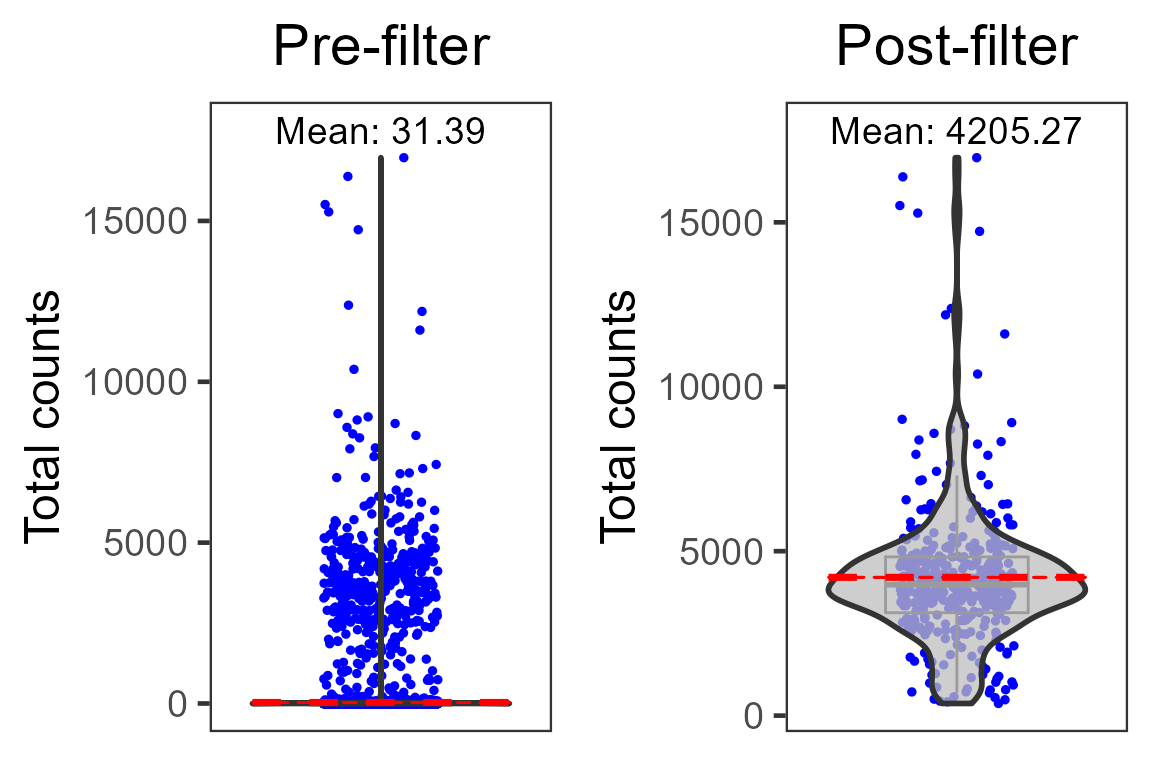 Pre-filter
Mean: 31.39
15000
10000
5000
0
Total counts
Post-filter
Mean: 4205.27
15000
10000
5000
0
Total counts